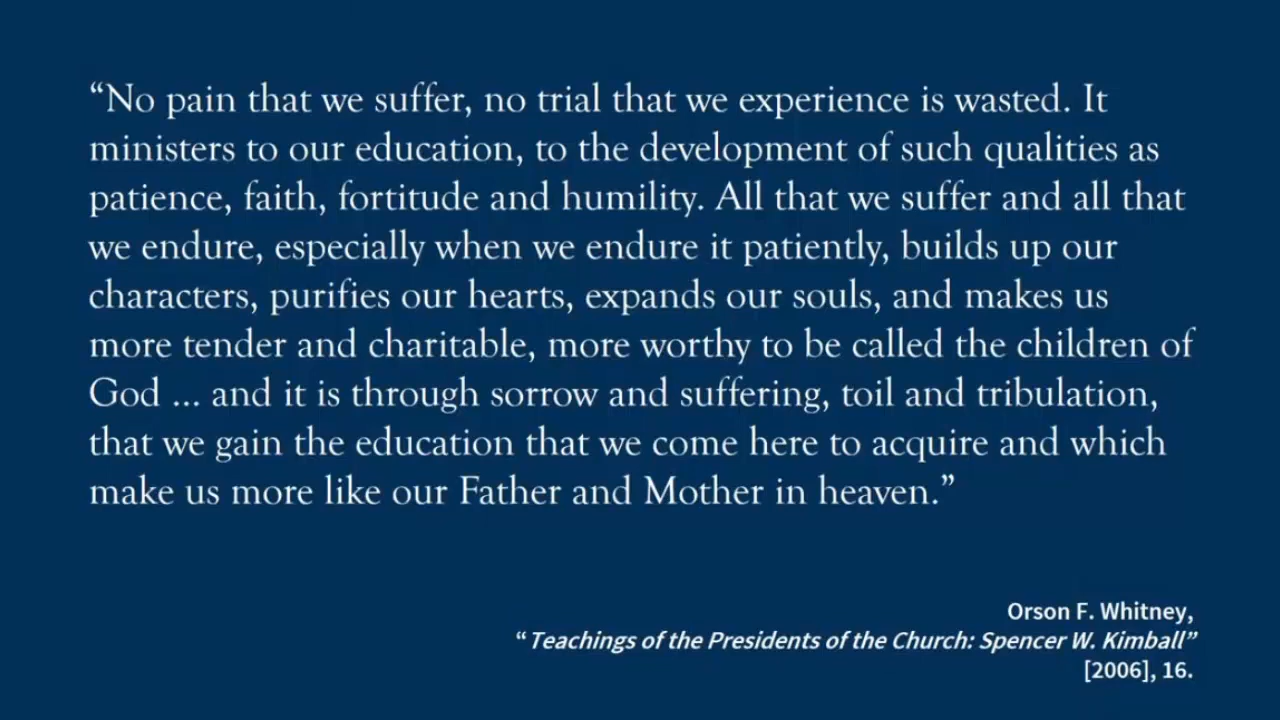 “No pain that we suffer, no trial that we experience is wasted. It
ministers to our education, to the development of such qualities as
patience, faith, fortitude and humility. All that we suffer and all that
we endure, especially when we endure it patiently, builds up our
characters, purifies our hearts, expands our souls, and makes us
more tender and charitable, more worthy to be called the children of
God ... and it is through sorrow and suffering, toil and tribulation,
that we gain the education that we come here to acquire and which
make us more like our Father and Mother in heaven.”
Orson F. Whitney,
“Teachings of the Presidents of the Church: Spencer W. Kimball”
[2006], 16.